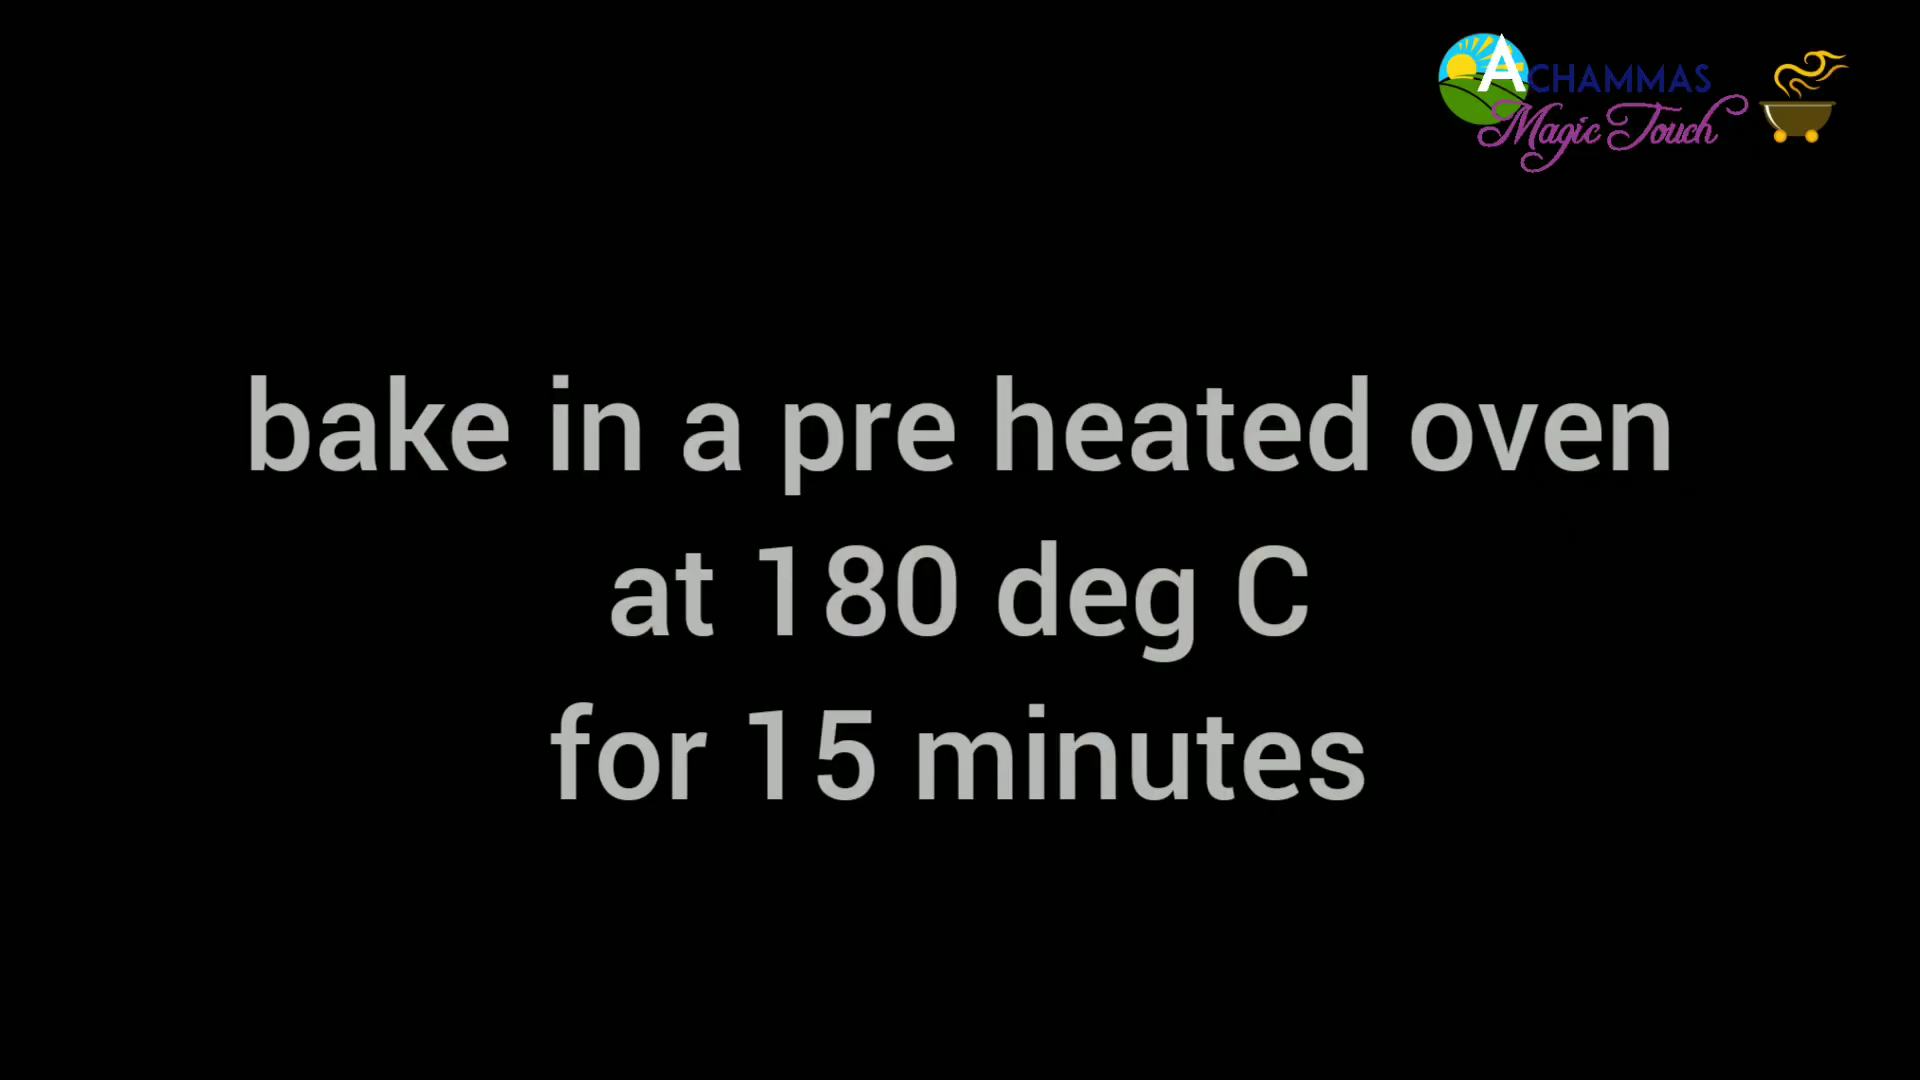 ACHAMMAS
Magic Touch
bake in a pre heated oven
at 180 deg C
for 15 minutes